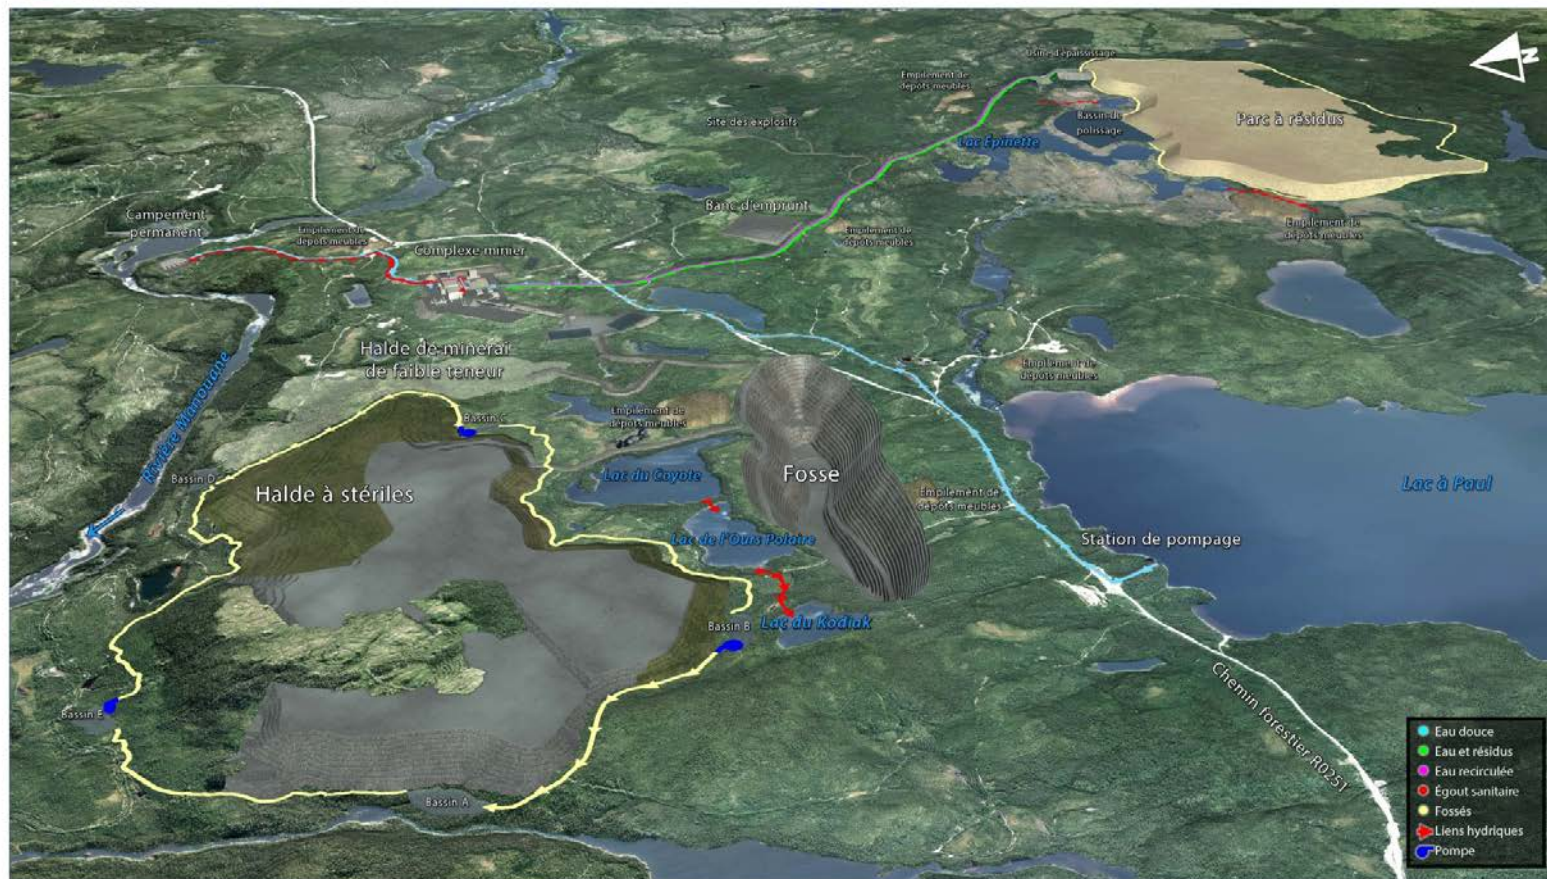 Usine d'épaississage
N
Empilement de
dépôts meubles
Parc à résidus
Bassin de
polissage
Site des explosifs
Lac Épinette
Banc d'emprunt
Campement
permanent
Empilement de
dépôts meubles
Empilement de
dépôts meubles
Empilement de
dépôts meubles
Complexe minier
Halde de minerai
de faible teneur
Empilement de
dépôts meubles
Rivière Manouane
Bassin C
Empilement de
dépôts meubles
Lac du Coyote
Fosse
Bassin D
Halde à stériles
Empilement de
dépôts meubles
Lac à Paul
Lac de l'Ours Polaire
Station de pompage
Bassin B
Lac du Kodiak
Bassin E
Chemin forestier R0251
Bassin A
Eau douce
Eau et résidus
Eau recirculée
Égout sanitaire
Fossés
Liens hydriques
Pompe